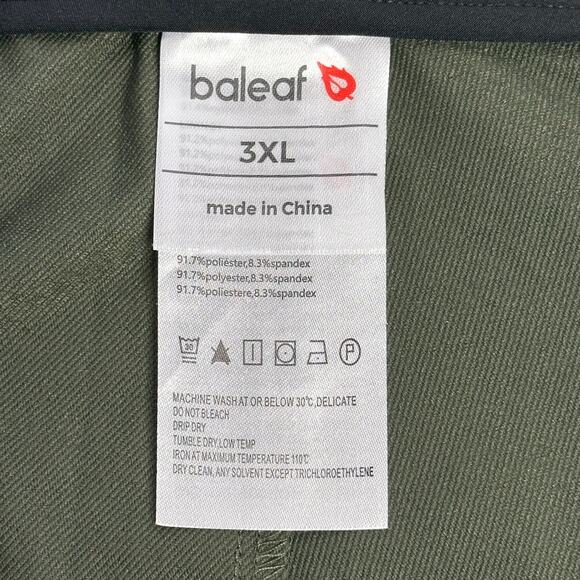 baleaf
3XL
made in China
91.7%poliéster,8.3%spandex
91.7%polyester,8.3%spandex
91.7%poliestere,8.3%spandex
30 P
MACHINE WASH AT OR BELOW 30℃,DELICATE
DO NOT BLEACH
DRIP DRY
TUMBLE DRY,LOW TEMP
IRON AT MAXIMUM TEMPERATURE 110℃
DRY CLEAN, ANY SOLVENT EXCEPT TRICHLOROETHYLENE